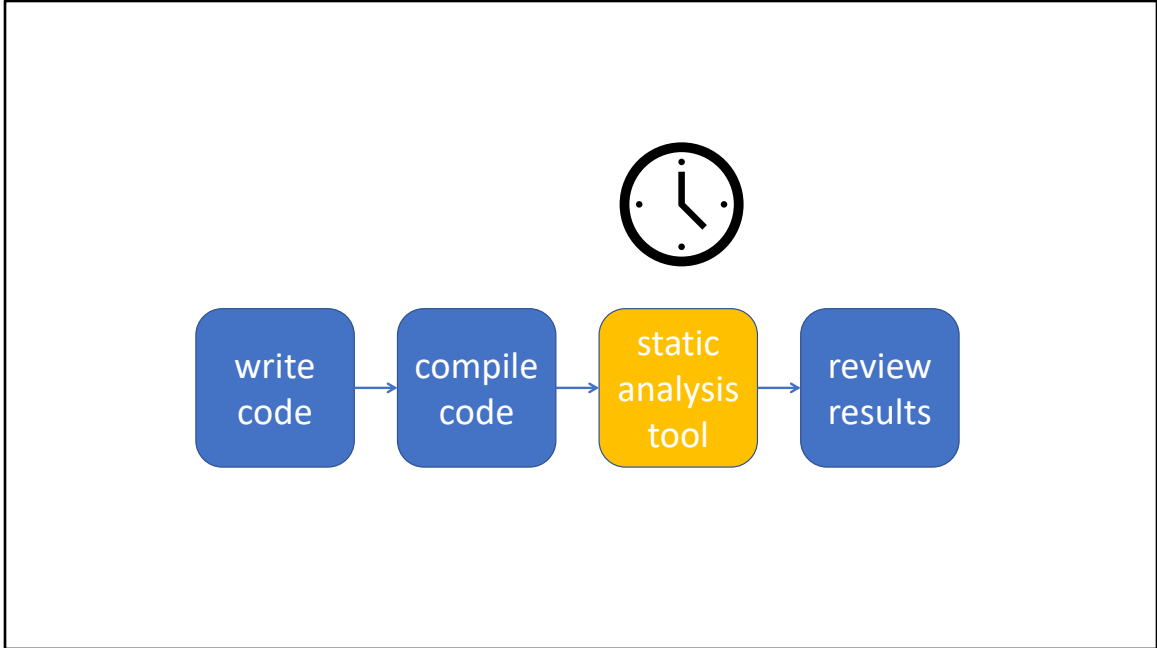 write
code
compile
code
static
analysis
tool
review
results